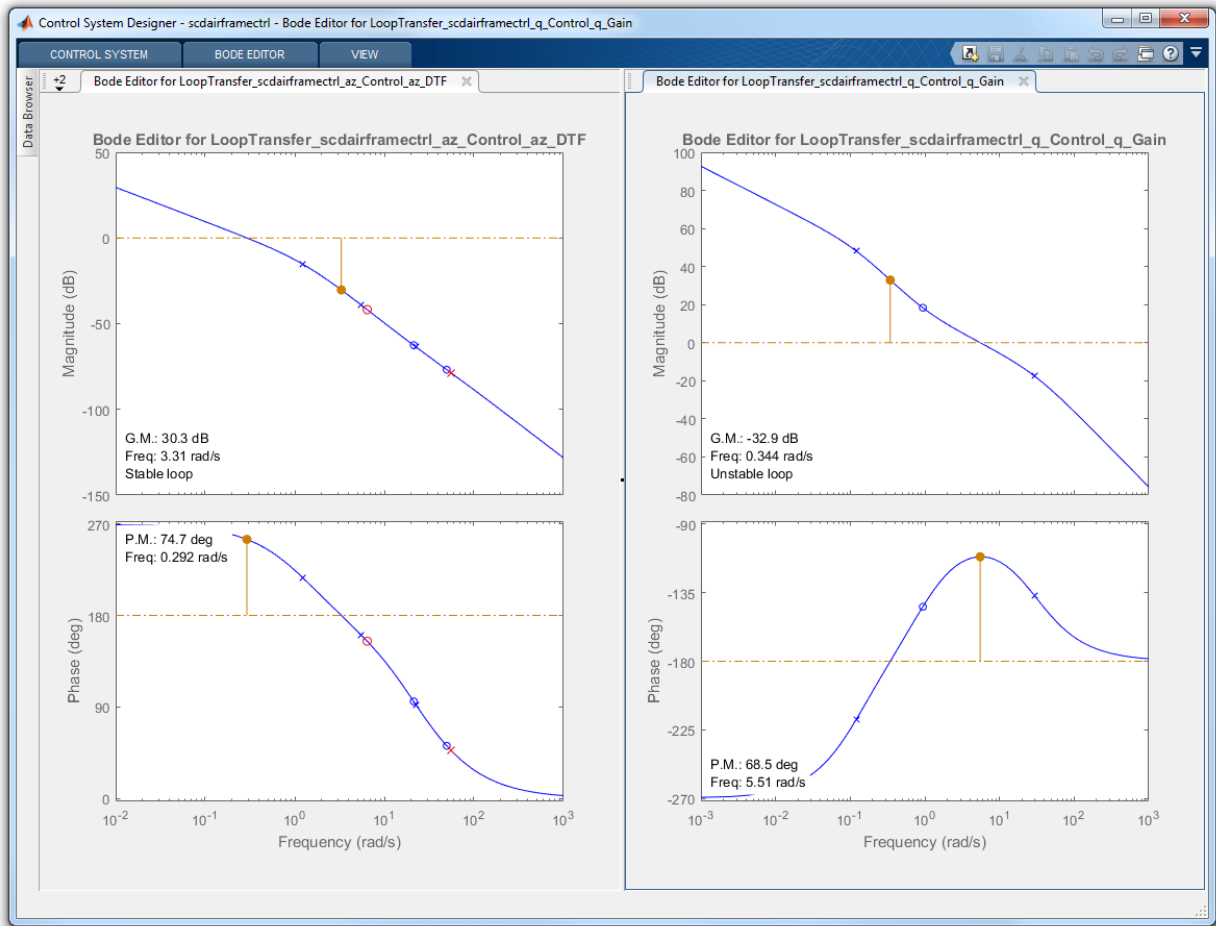 Control System Designer - scdairframectrl - Bode Editor for LoopTransfer_scdairframectrl_q_Control_q_Gain
CONTROL SYSTEM
BODE EDITOR
VIEW
Data Browser
+2
Bode Editor for LoopTransfer_scdairframectrl_az_Control_az_DTF
Bode Editor for LoopTransfer_scdairframectrl_az_Control_az_DTF
50
0
-50
-100
-150
Magnitude (dB)
G.M.: 30.3 dB
Freq: 3.31 rad/s
Stable loop
270
180
90
0
Phase (deg)
P.M.: 74.7 deg
Freq: 0.292 rad/s
10^-2
10^-1
10^0
10^1
10^2
10^3
Frequency (rad/s)
Bode Editor for LoopTransfer_scdairframectrl_q_Control_q_Gain
Bode Editor for LoopTransfer_scdairframectrl_q_Control_q_Gain
100
80
60
40
20
0
-20
-40
-60
-80
Magnitude (dB)
G.M.: -32.9 dB
Freq: 0.344 rad/s
Unstable loop
-90
-135
-180
-225
-270
Phase (deg)
P.M.: 68.5 deg
Freq: 5.51 rad/s
10^-3
10^-2
10^-1
10^0
10^1
10^2
10^3
Frequency (rad/s)